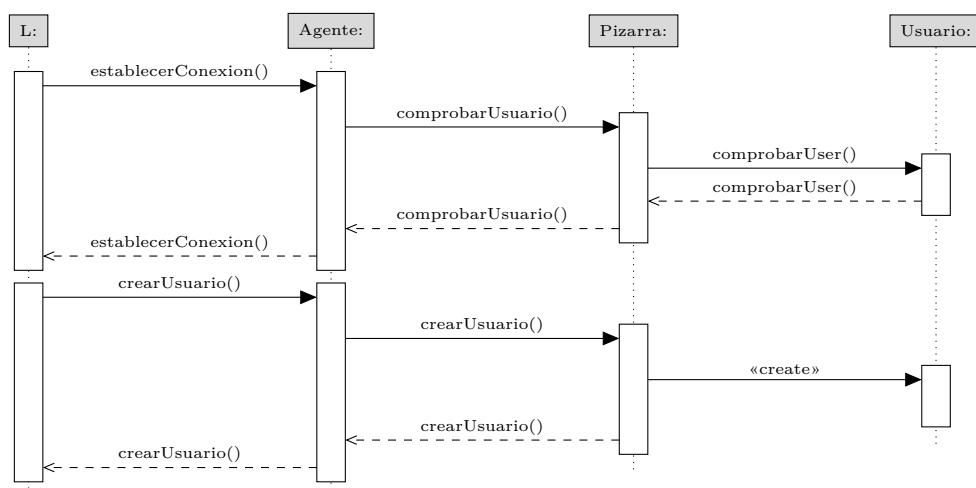 L:
Agente:
Pizarra:
Usuario:
establecerConexion()
comprobarUsuario()
comprobarUser()
comprobarUser()
comprobarUsuario()
establecerConexion()
crearUsuario()
crearUsuario()
«create»
crearUsuario()
crearUsuario()